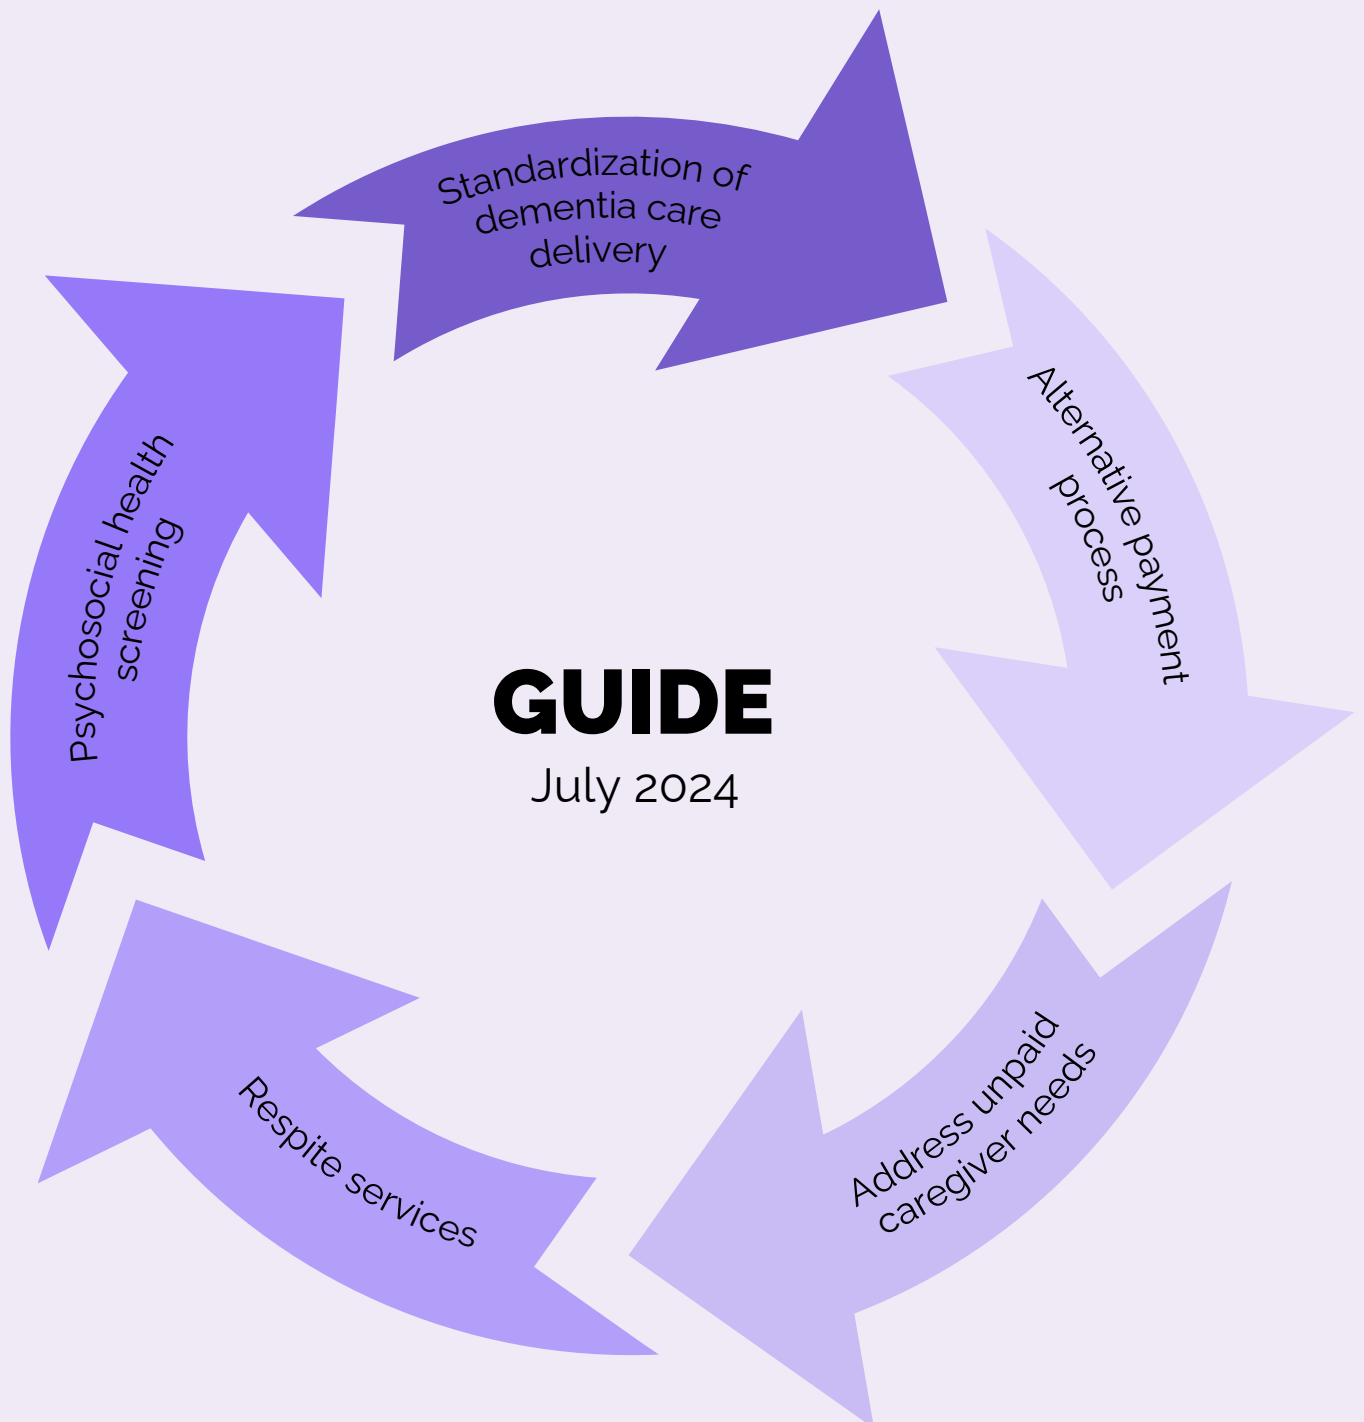 Standardization of
dementia care
delivery
Alternative payment
process
Address unpaid
caregiver needs
Respite services
Psychosocial health
screening
GUIDE
July 2024